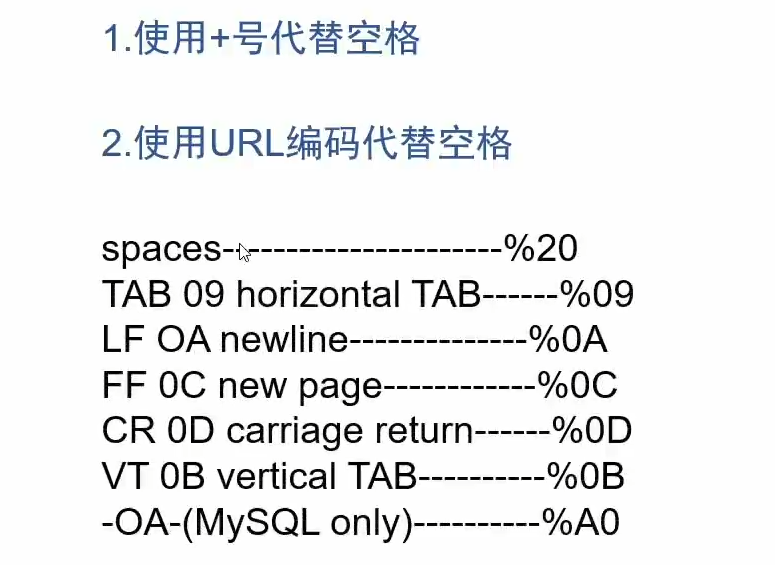 1.使用+号代替空格
2.使用URL编码代替空格
spaces----------------------%20
TAB 09 horizontal TAB------%09
LF OA newline--------------%0A
FF 0C new page------------%0C
CR 0D carriage return------%0D
VT 0B vertical TAB----------%0B
-OA-(MySQL only)----------%A0